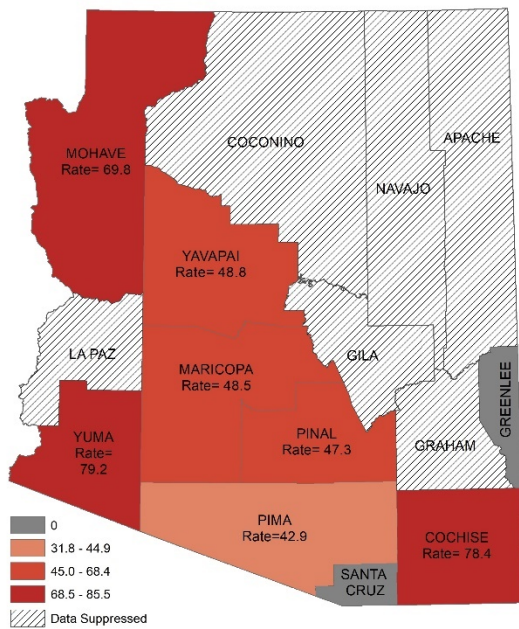 COCONINO
APACHE
MOHAVE
Rate= 69.8
NAVAJO
YAVAPAI
Rate= 48.8
LA PAZ
MARICOPA
Rate= 48.5
GILA
GREENLEE
YUMA
Rate=
79.2
PINAL
Rate= 47.3
GRAHAM
PIMA
Rate=42.9
COCHISE
Rate= 78.4
SANTA
CRUZ
0
31.8 - 44.9
45.0 - 68.4
68.5 - 85.5
Data Suppressed